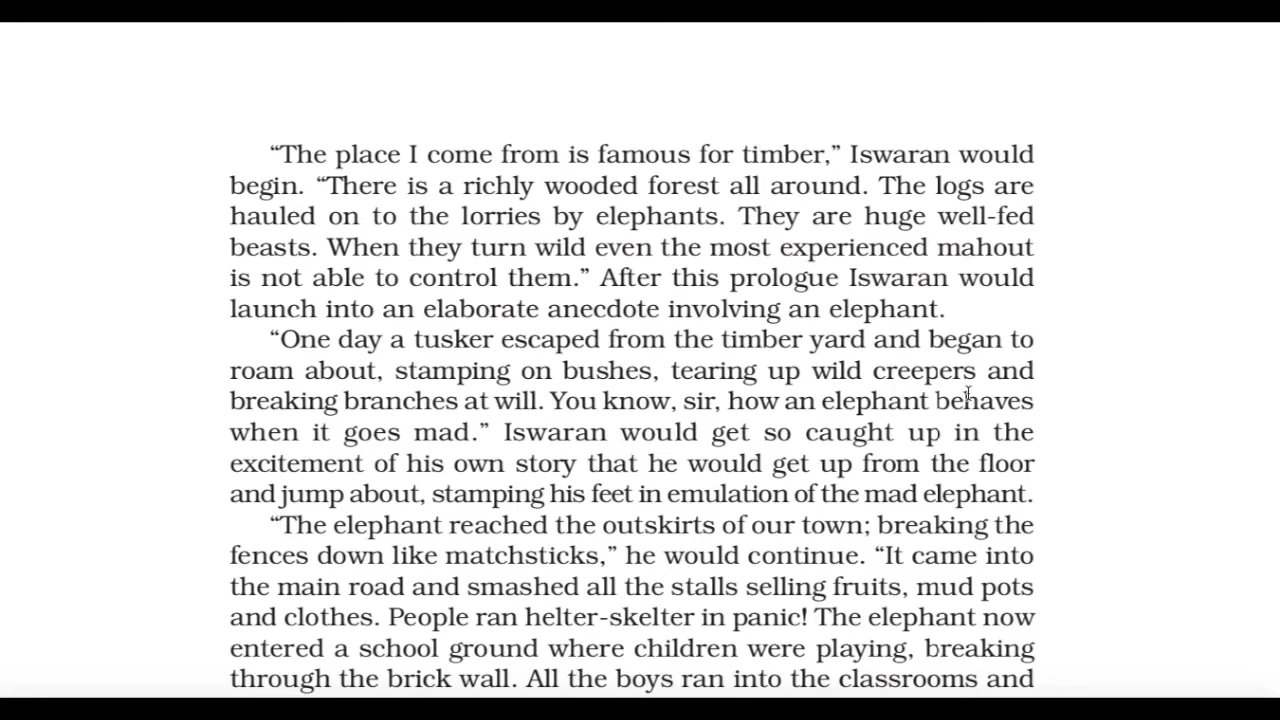 “The place I come from is famous for timber,” Iswaran would
begin. “There is a richly wooded forest all around. The logs are
hauled on to the lorries by elephants. They are huge well-fed
beasts. When they turn wild even the most experienced mahout
is not able to control them.” After this prologue Iswaran would
launch into an elaborate anecdote involving an elephant.
“One day a tusker escaped from the timber yard and began to
roam about, stamping on bushes, tearing up wild creepers and
breaking branches at will. You know, sir, how an elephant behaves
when it goes mad.” Iswaran would get so caught up in the
excitement of his own story that he would get up from the floor
and jump about, stamping his feet in emulation of the mad elephant.
“The elephant reached the outskirts of our town; breaking the
fences down like matchsticks,” he would continue. “It came into
the main road and smashed all the stalls selling fruits, mud pots
and clothes. People ran helter-skelter in panic! The elephant now
entered a school ground where children were playing, breaking
through the brick wall. All the boys ran into the classrooms and